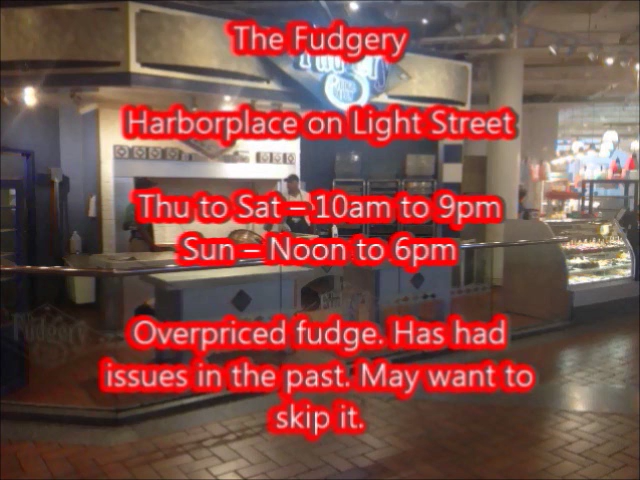 The Fudgery
Harborplace on Light Street
Thu to Sat – 10am to 9pm
Sun – Noon to 6pm
Overpriced fudge. Has had
issues in the past. May want to
skip it.
Fudgery